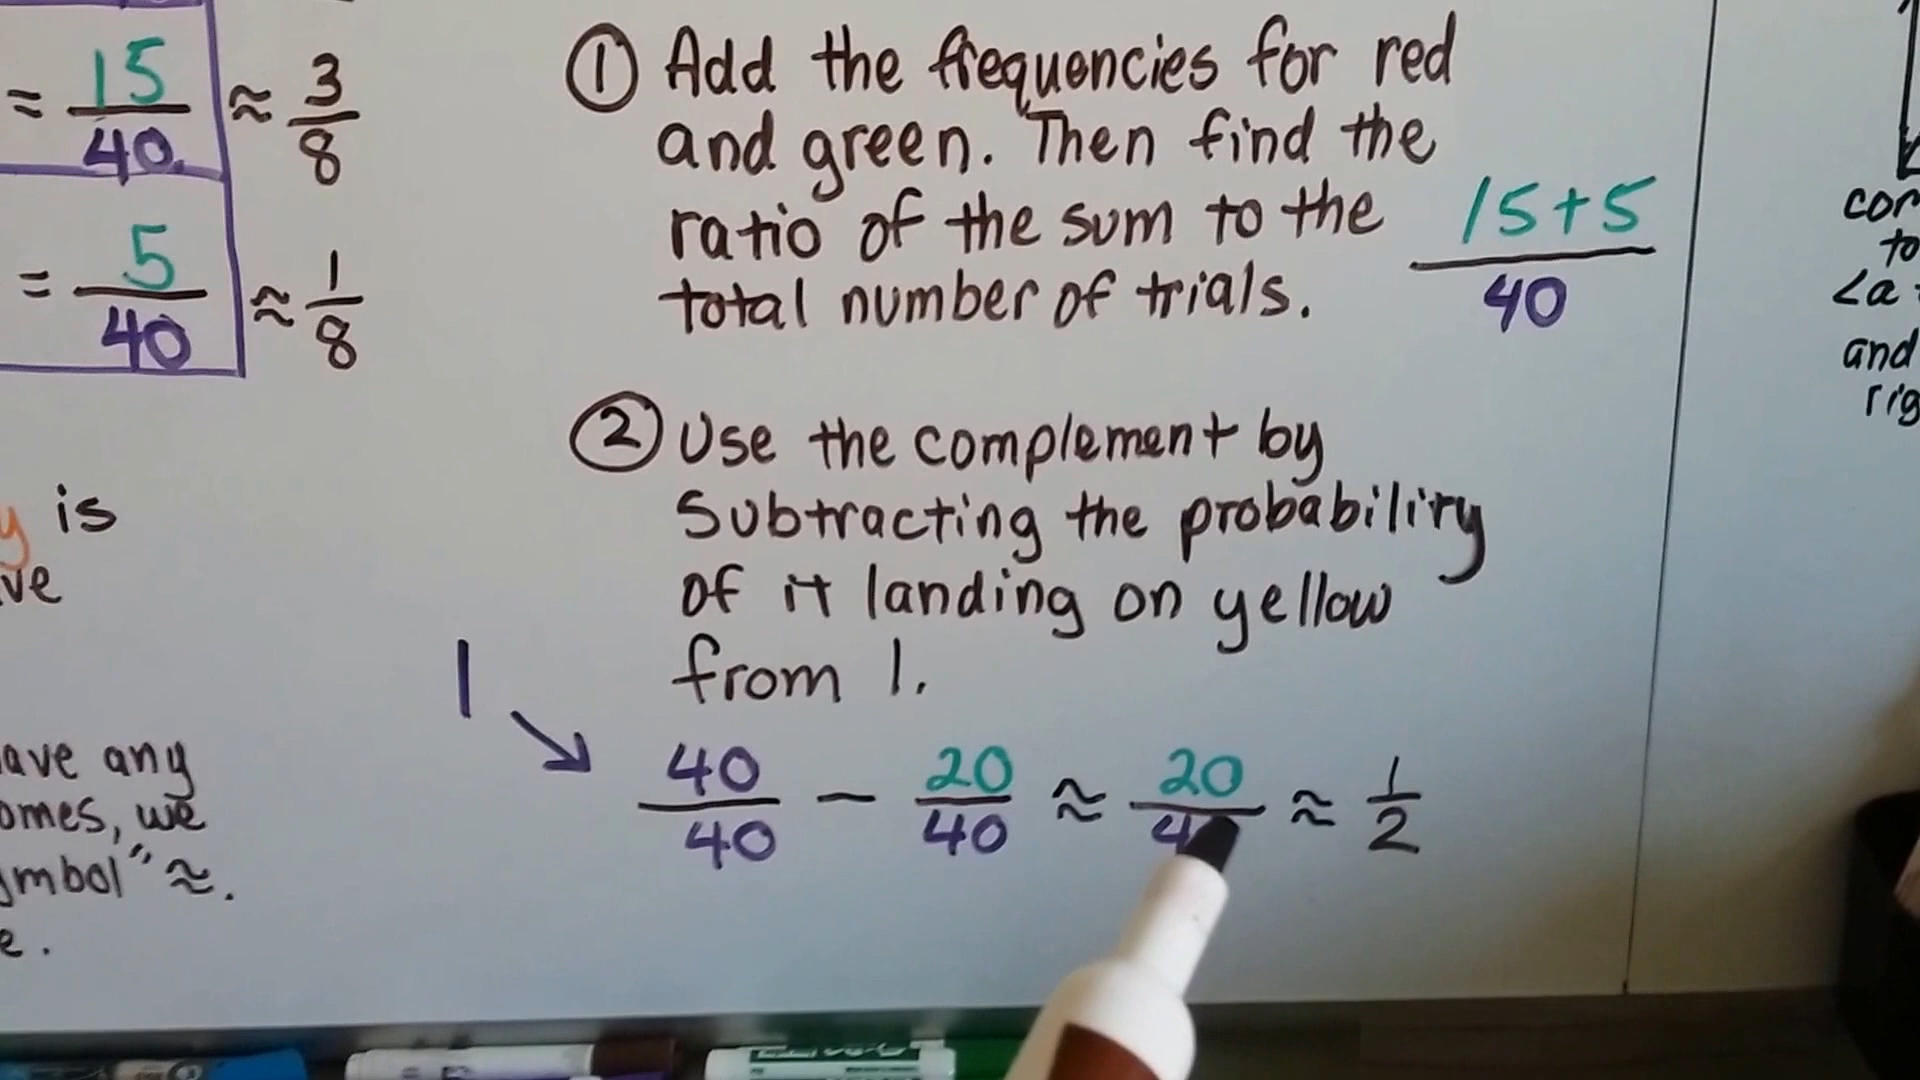 = 15/40 ≈ 3/8
= 5/40 ≈ 1/8
y is
ve
ave any
omes, we
mbol" ≈.
e.
① Add the frequencies for red
and green. Then find the
ratio of the sum to the
total number of trials.
15+5
40
② Use the complement by
Subtracting the probability
of it landing on yellow
from 1.
1
40/40 − 20/40 ≈ 20/4 ≈ 1/2
cor
to
<a
and
rig